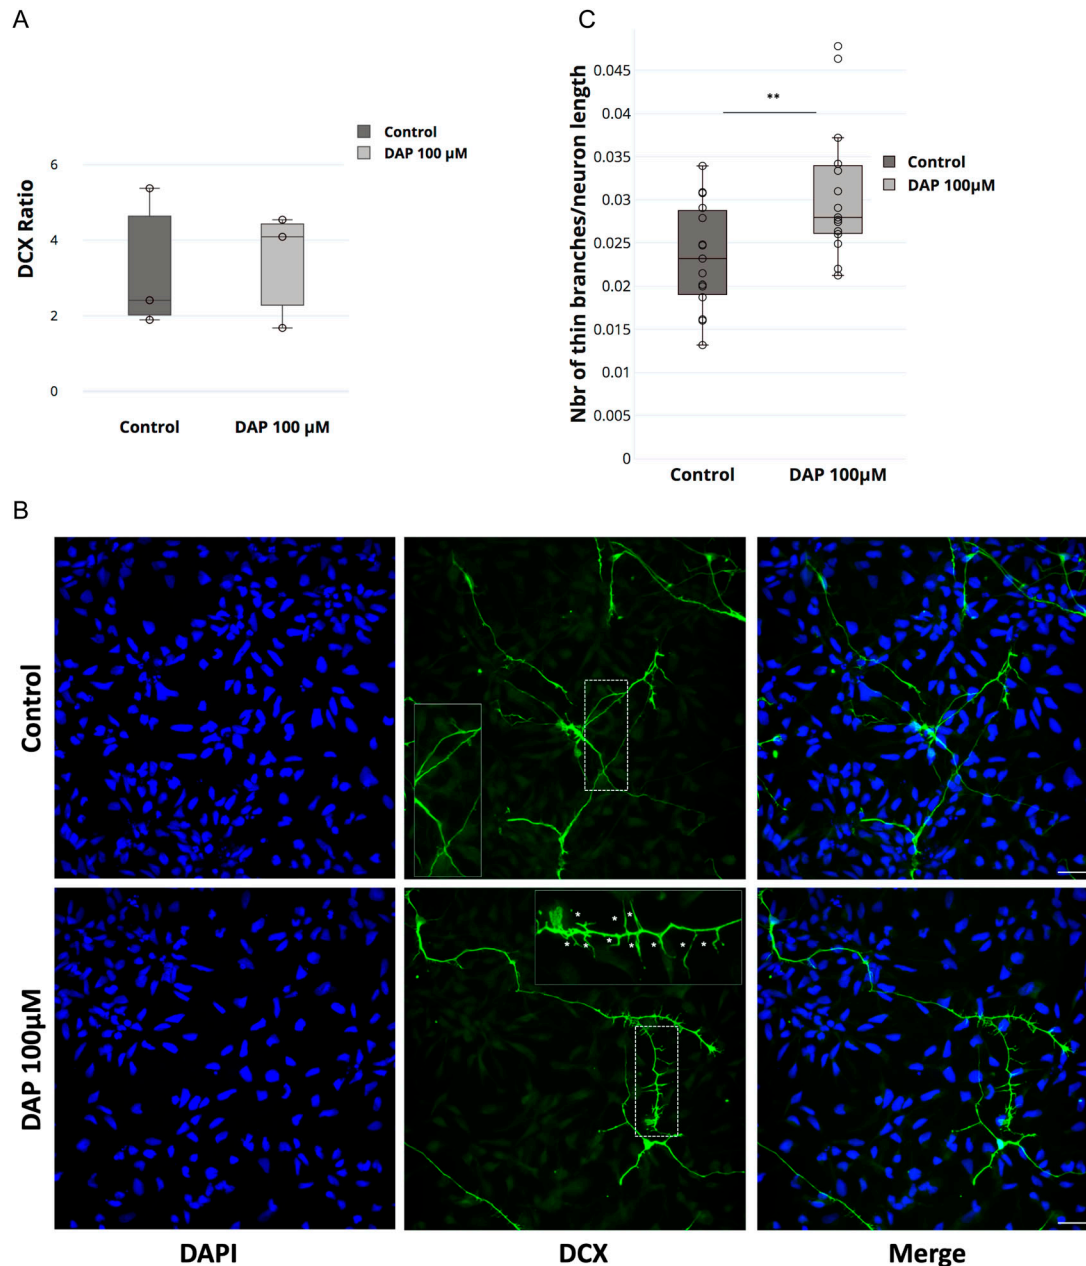 A
C
Control
DAP 100 µM
6
4
2
0
DCX Ratio
Control
DAP 100 µM
**
Control
DAP 100µM
0.045
0.04
0.035
0.03
0.025
0.02
0.015
0.01
0.005
0
Nbr of thin branches/neuron length
Control
DAP 100µM
B
Control
DAP 100µM
* * *
* * * * * * *
DAPI
DCX
Merge